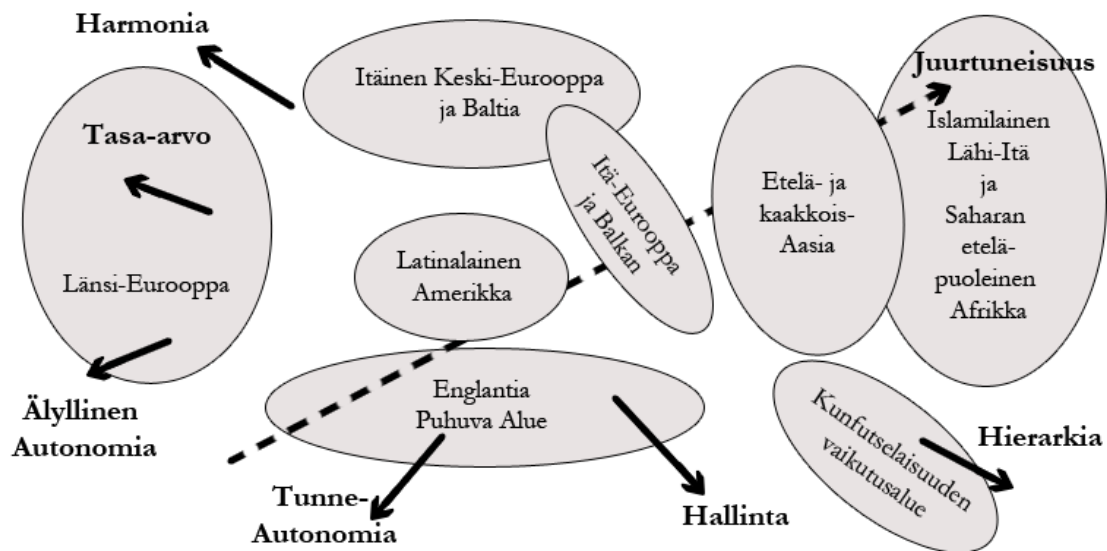 Harmonia
Itäinen Keski-Eurooppa
ja Baltia
Juurtuneisuus
Tasa-arvo
Länsi-Eurooppa
Itä-Eurooppa
ja Balkan
Etelä- ja
kaakkois-
Aasia
Islamilainen
Lähi-Itä
ja
Saharan
etelä-
puoleinen
Afrikka
Latinalainen
Amerikka
Älyllinen
Autonomia
Englantia
Puhuva Alue
Kunfutselaisuuden
vaikutusalue
Hierarkia
Tunne-
Autonomia
Hallinta